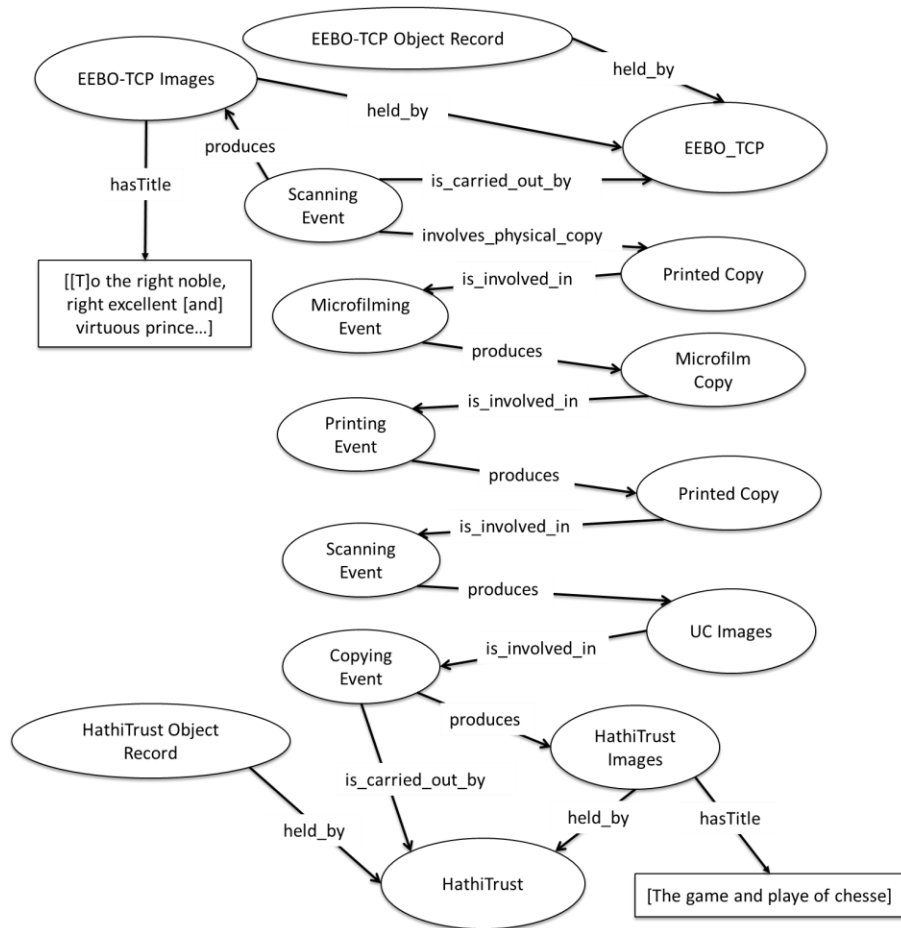 EEBO-TCP Object Record
held_by
EEBO-TCP Images
held_by
EEBO_TCP
produces
is_carried_out_by
hasTitle
Scanning
Event
involves_physical_copy
[[T]o the right noble,
right excellent [and]
virtuous prince...]
is_involved_in
Printed Copy
Microfilming
Event
produces
Microfilm
Copy
is_involved_in
Printing
Event
produces
Printed Copy
is_involved_in
Scanning
Event
produces
UC Images
is_involved_in
Copying
Event
produces
HathiTrust Object
Record
HathiTrust
Images
is_carried_out_by
held_by
held_by
hasTitle
HathiTrust
[The game and playe of chesse]